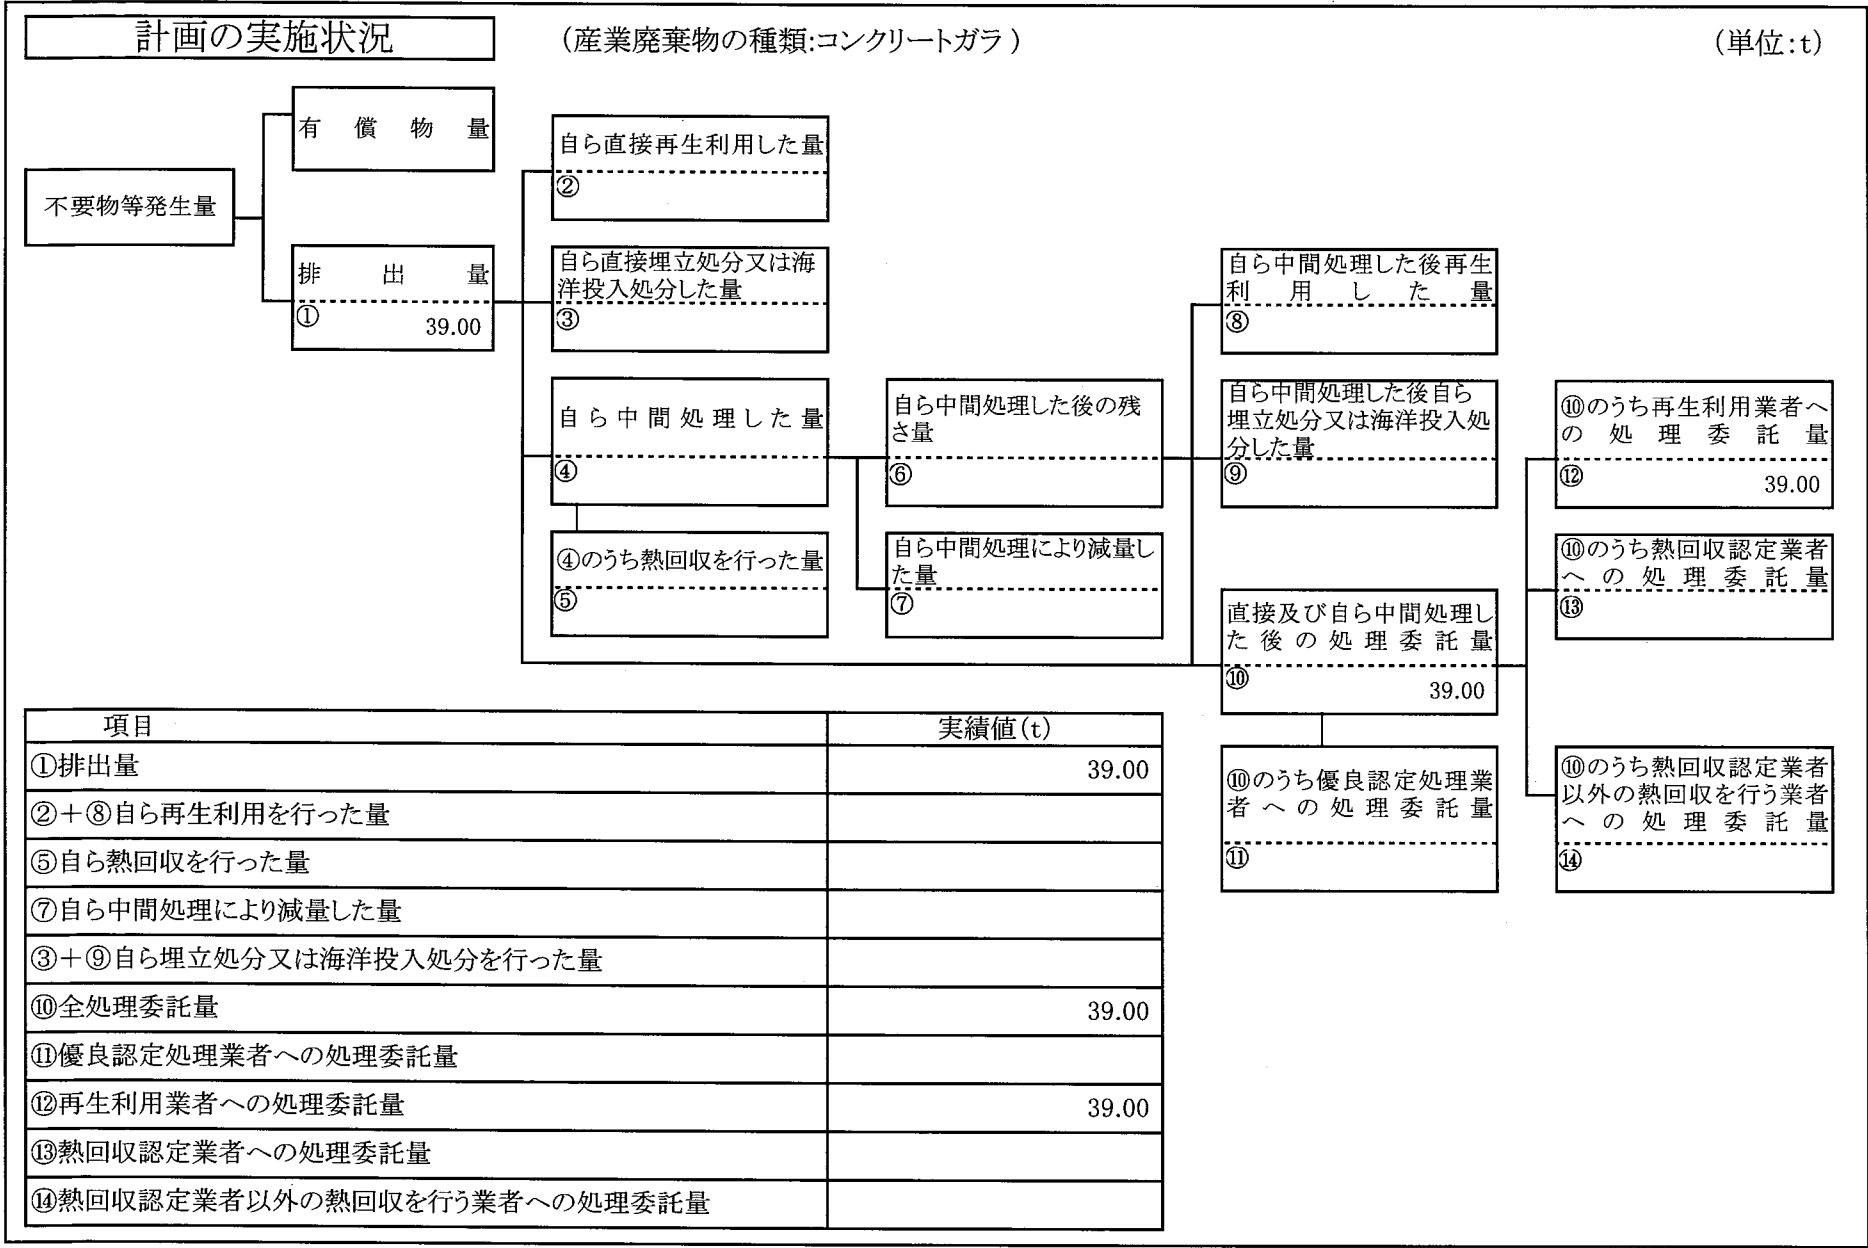 計画の実施状況
（産業廃棄物の種類:コンクリートガラ）
（単位:t）
有償物量
不要物等発生量
排出量
①
39.00
自ら直接再生利用した量
②
自ら直接埋立処分又は海
洋投入処分した量
③
自ら中間処理した量
④
④のうち熱回収を行った量
⑤
自ら中間処理した後の残
さ量
⑥
自ら中間処理により減量し
た量
⑦
自ら中間処理した後再生
利用した量
⑧
自ら中間処理した後自ら
埋立処分又は海洋投入処
分した量
⑨
直接及び自ら中間処理し
た後の処理委託量
⑩
39.00
⑩のうち優良認定処理業
者への処理委託量
⑪
⑩のうち再生利用業者へ
の処理委託量
⑫
39.00
⑩のうち熱回収認定業者
への処理委託量
⑬
⑩のうち熱回収認定業者
以外の熱回収を行う業者
への処理委託量
⑭
項目 実績値(t)
①排出量 39.00
②＋⑧自ら再生利用を行った量
⑤自ら熱回収を行った量
⑦自ら中間処理により減量した量
③＋⑨自ら埋立処分又は海洋投入処分を行った量
⑩全処理委託量 39.00
⑪優良認定処理業者への処理委託量
⑫再生利用業者への処理委託量 39.00
⑬熱回収認定業者への処理委託量
⑭熱回収認定業者以外の熱回収を行う業者への処理委託量